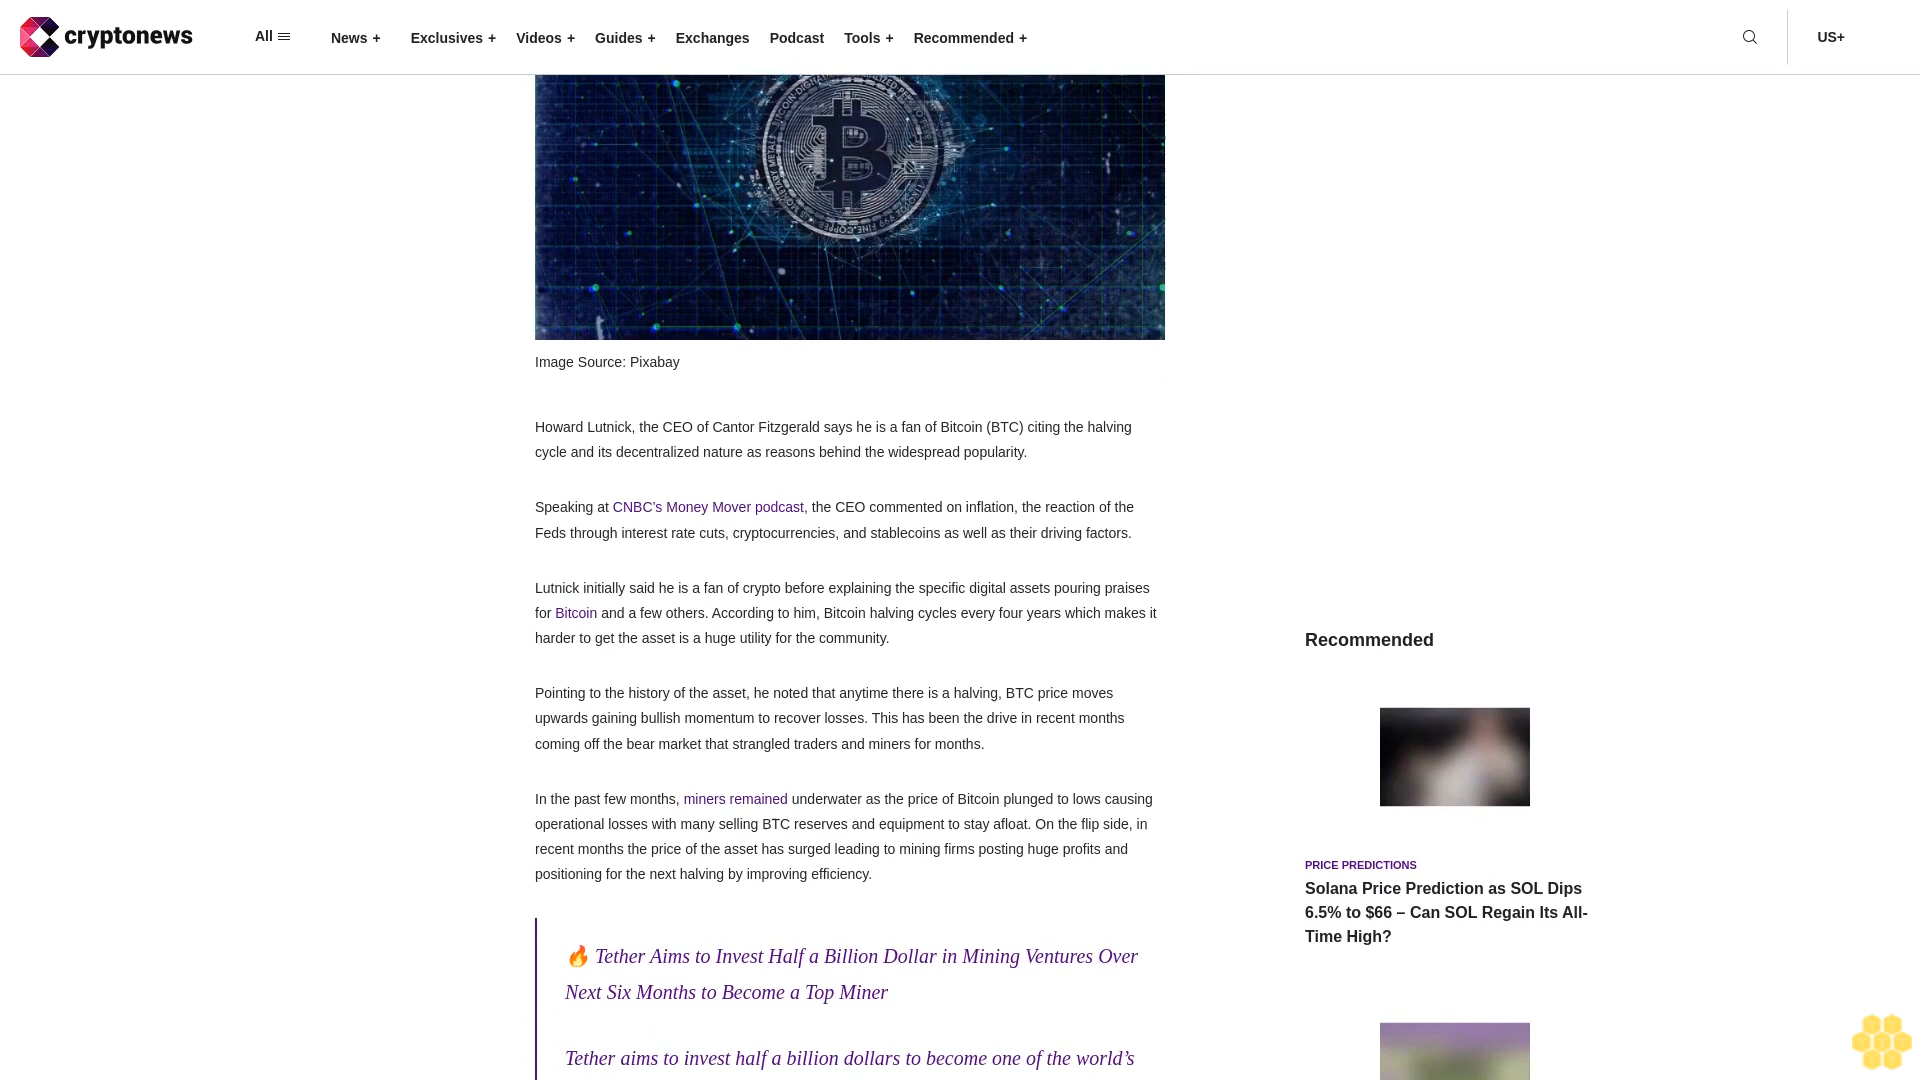 cryptonews
All
News +
Exclusives +
Videos +
Guides +
Exchanges
Podcast
Tools +
Recommended +
US+
Image Source: Pixabay
Howard Lutnick, the CEO of Cantor Fitzgerald says he is a fan of Bitcoin (BTC) citing the halving
cycle and its decentralized nature as reasons behind the widespread popularity.
Speaking at CNBC’s Money Mover podcast, the CEO commented on inflation, the reaction of the
Feds through interest rate cuts, cryptocurrencies, and stablecoins as well as their driving factors.
Lutnick initially said he is a fan of crypto before explaining the specific digital assets pouring praises
for Bitcoin and a few others. According to him, Bitcoin halving cycles every four years which makes it
harder to get the asset is a huge utility for the community.
Pointing to the history of the asset, he noted that anytime there is a halving, BTC price moves
upwards gaining bullish momentum to recover losses. This has been the drive in recent months
coming off the bear market that strangled traders and miners for months.
In the past few months, miners remained underwater as the price of Bitcoin plunged to lows causing
operational losses with many selling BTC reserves and equipment to stay afloat. On the flip side, in
recent months the price of the asset has surged leading to mining firms posting huge profits and
positioning for the next halving by improving efficiency.
🔥 Tether Aims to Invest Half a Billion Dollar in Mining Ventures Over
Next Six Months to Become a Top Miner
Tether aims to invest half a billion dollars to become one of the world’s
Recommended
PRICE PREDICTIONS
Solana Price Prediction as SOL Dips
6.5% to $66 – Can SOL Regain Its All-
Time High?